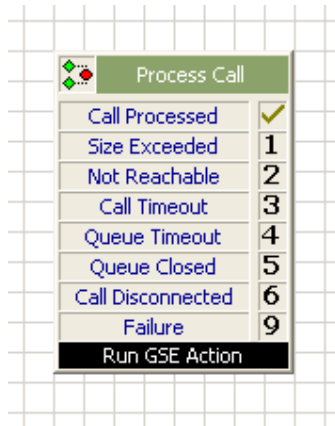 Process Call
Call Processed ✓
Size Exceeded 1
Not Reachable 2
Call Timeout 3
Queue Timeout 4
Queue Closed 5
Call Disconnected 6
Failure 9
Run GSE Action